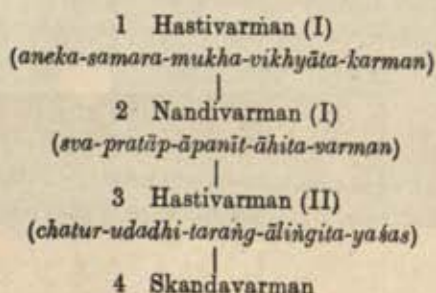 1 Hastivarman (I)
(aneka-samara-mukha-vikhyāta-karman)
2 Nandivarman (I)
(sva-pratāp-āpanīt-āhita-varman)
3 Hastivarman (II)
(chatur-udadhi-taraṅg-āliṅgita-yaśas)
4 Skandavarman